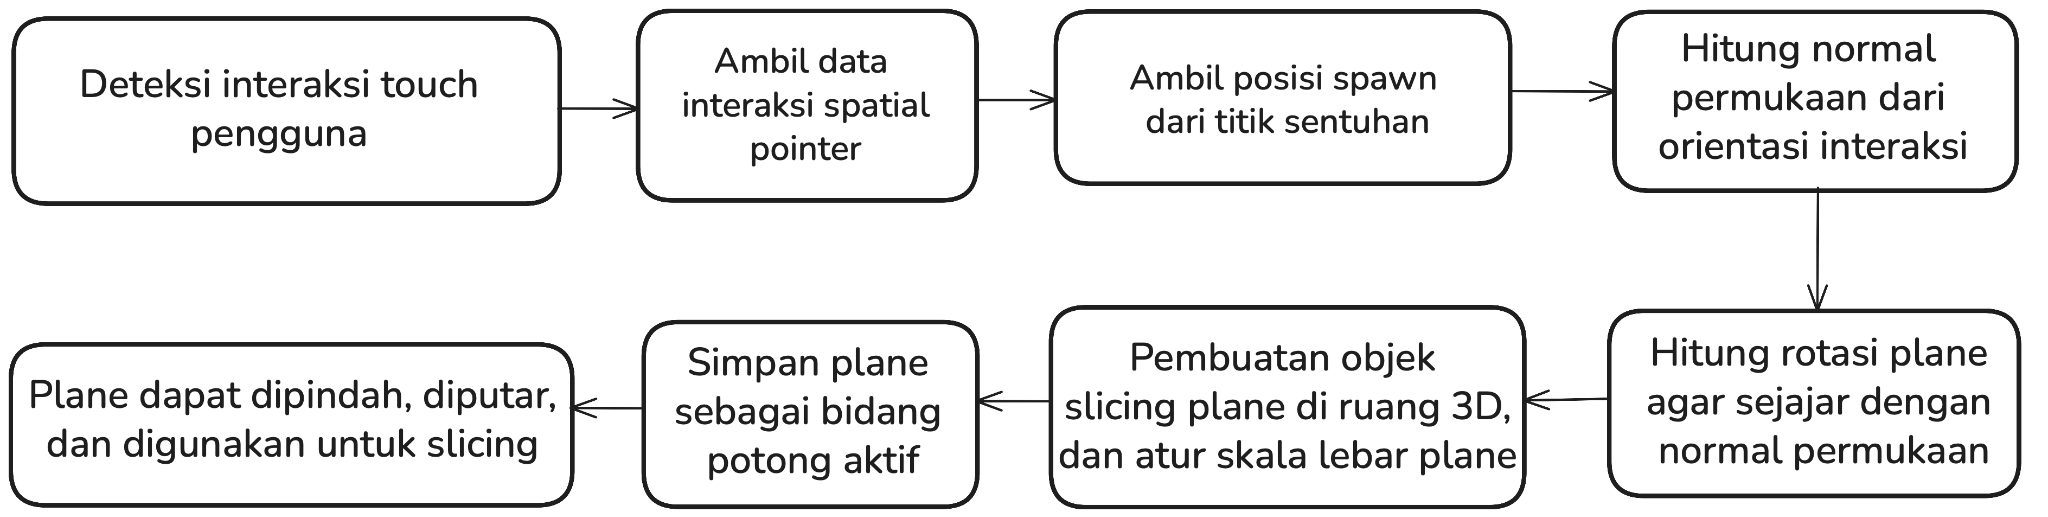 Deteksi interaksi touch
pengguna
Ambil data
interaksi spatial
pointer
Ambil posisi spawn
dari titik sentuhan
Hitung normal
permukaan dari
orientasi interaksi
Hitung rotasi plane
agar sejajar dengan
normal permukaan
Pembuatan objek
slicing plane di ruang 3D,
dan atur skala lebar plane
Simpan plane
sebagai bidang
potong aktif
Plane dapat dipindah, diputar,
dan digunakan untuk slicing